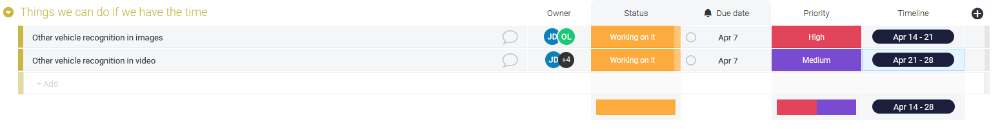 Things we can do if we have the time Owner Status Due date Priority Timeline
Other vehicle recognition in images JD OL Working on it Apr 7 High Apr 14 - 21
Other vehicle recognition in video JD +4 Working on it Apr 7 Medium Apr 21 - 28
+ Add
Apr 14 - 28